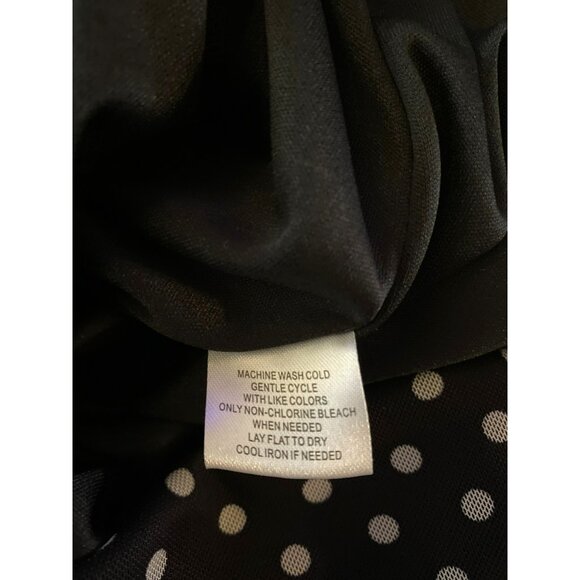 MACHINE WASH COLD
GENTLE CYCLE
WITH LIKE COLORS
ONLY NON-CHLORINE BLEACH
WHEN NEEDED
LAY FLAT TO DRY
COOL IRON IF NEEDED